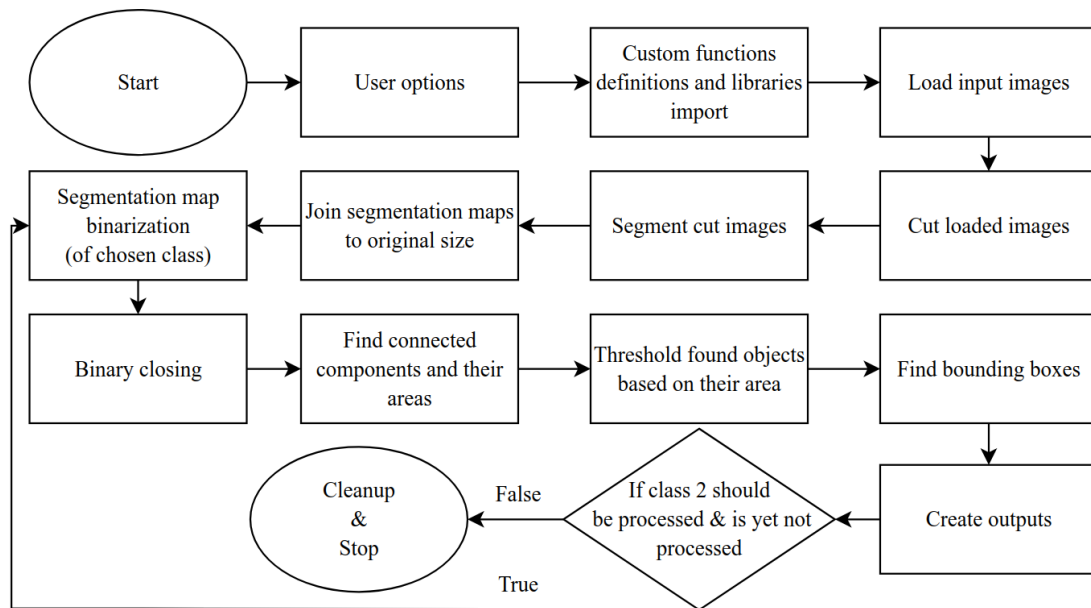 Start
User options
Custom functions
definitions and libraries
import
Load input images
Cut loaded images
Segment cut images
Join segmentation maps
to original size
Segmentation map
binarization
(of chosen class)
Binary closing
Find connected
components and their
areas
Threshold found objects
based on their area
Find bounding boxes
Create outputs
If class 2 should
be processed & is yet not
processed
False
Cleanup
&
Stop
True